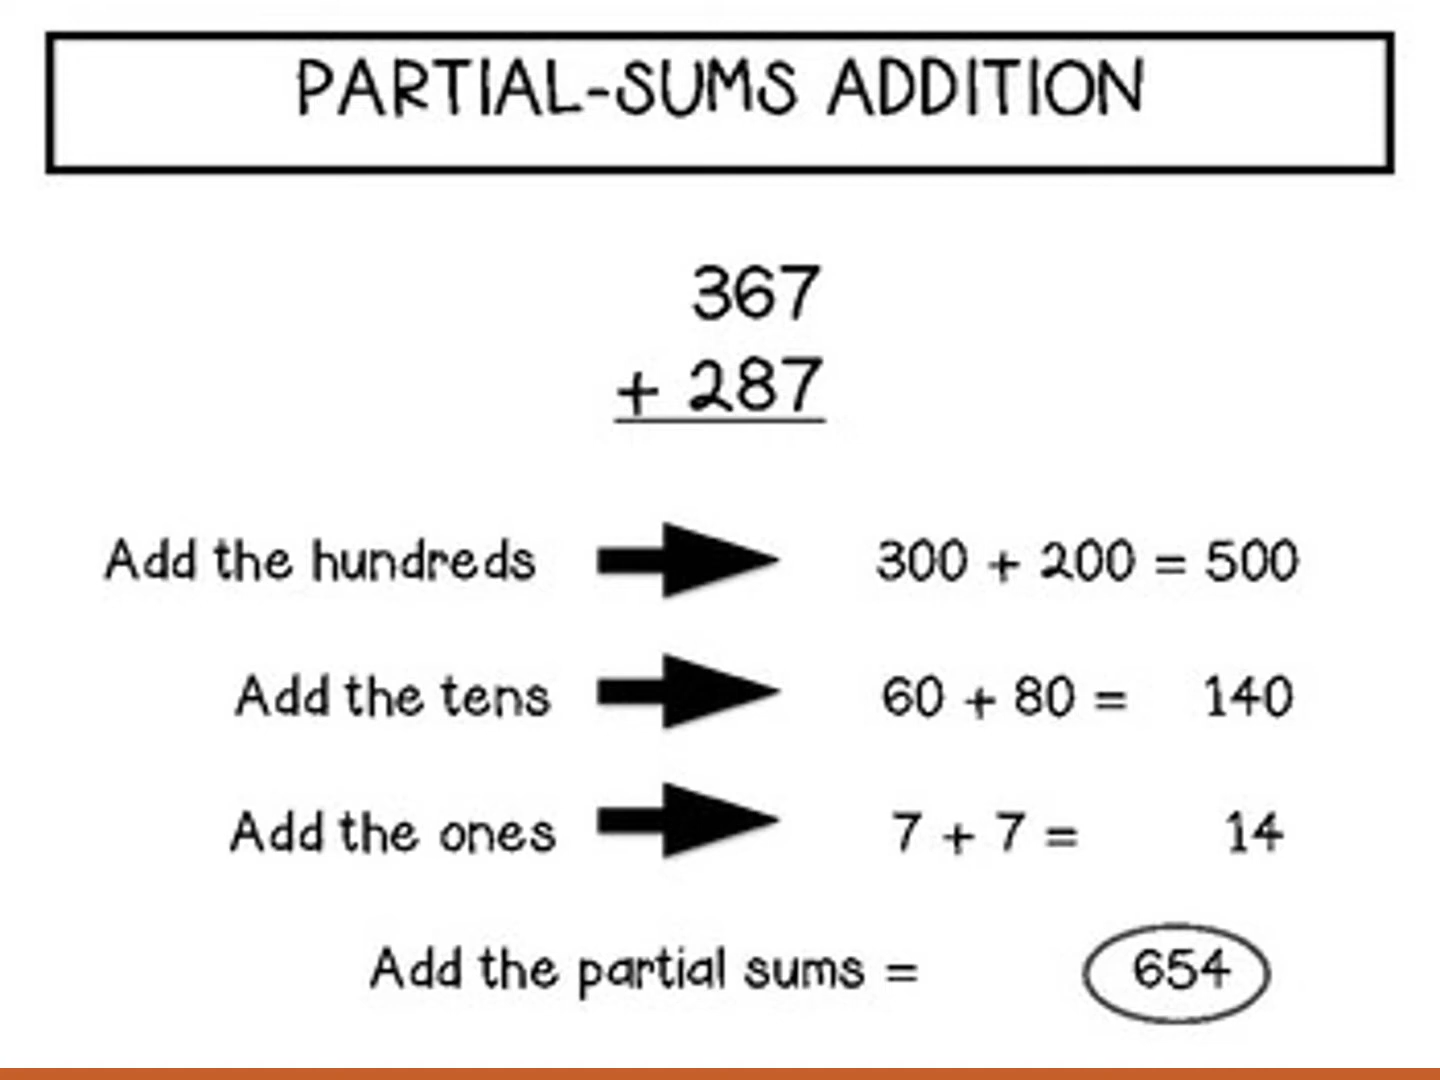 PARTIAL-SUMS ADDITION
367
+ 287
Add the hundreds 300 + 200 = 500
Add the tens 60 + 80 = 140
Add the ones 7 + 7 = 14
Add the partial sums = 654